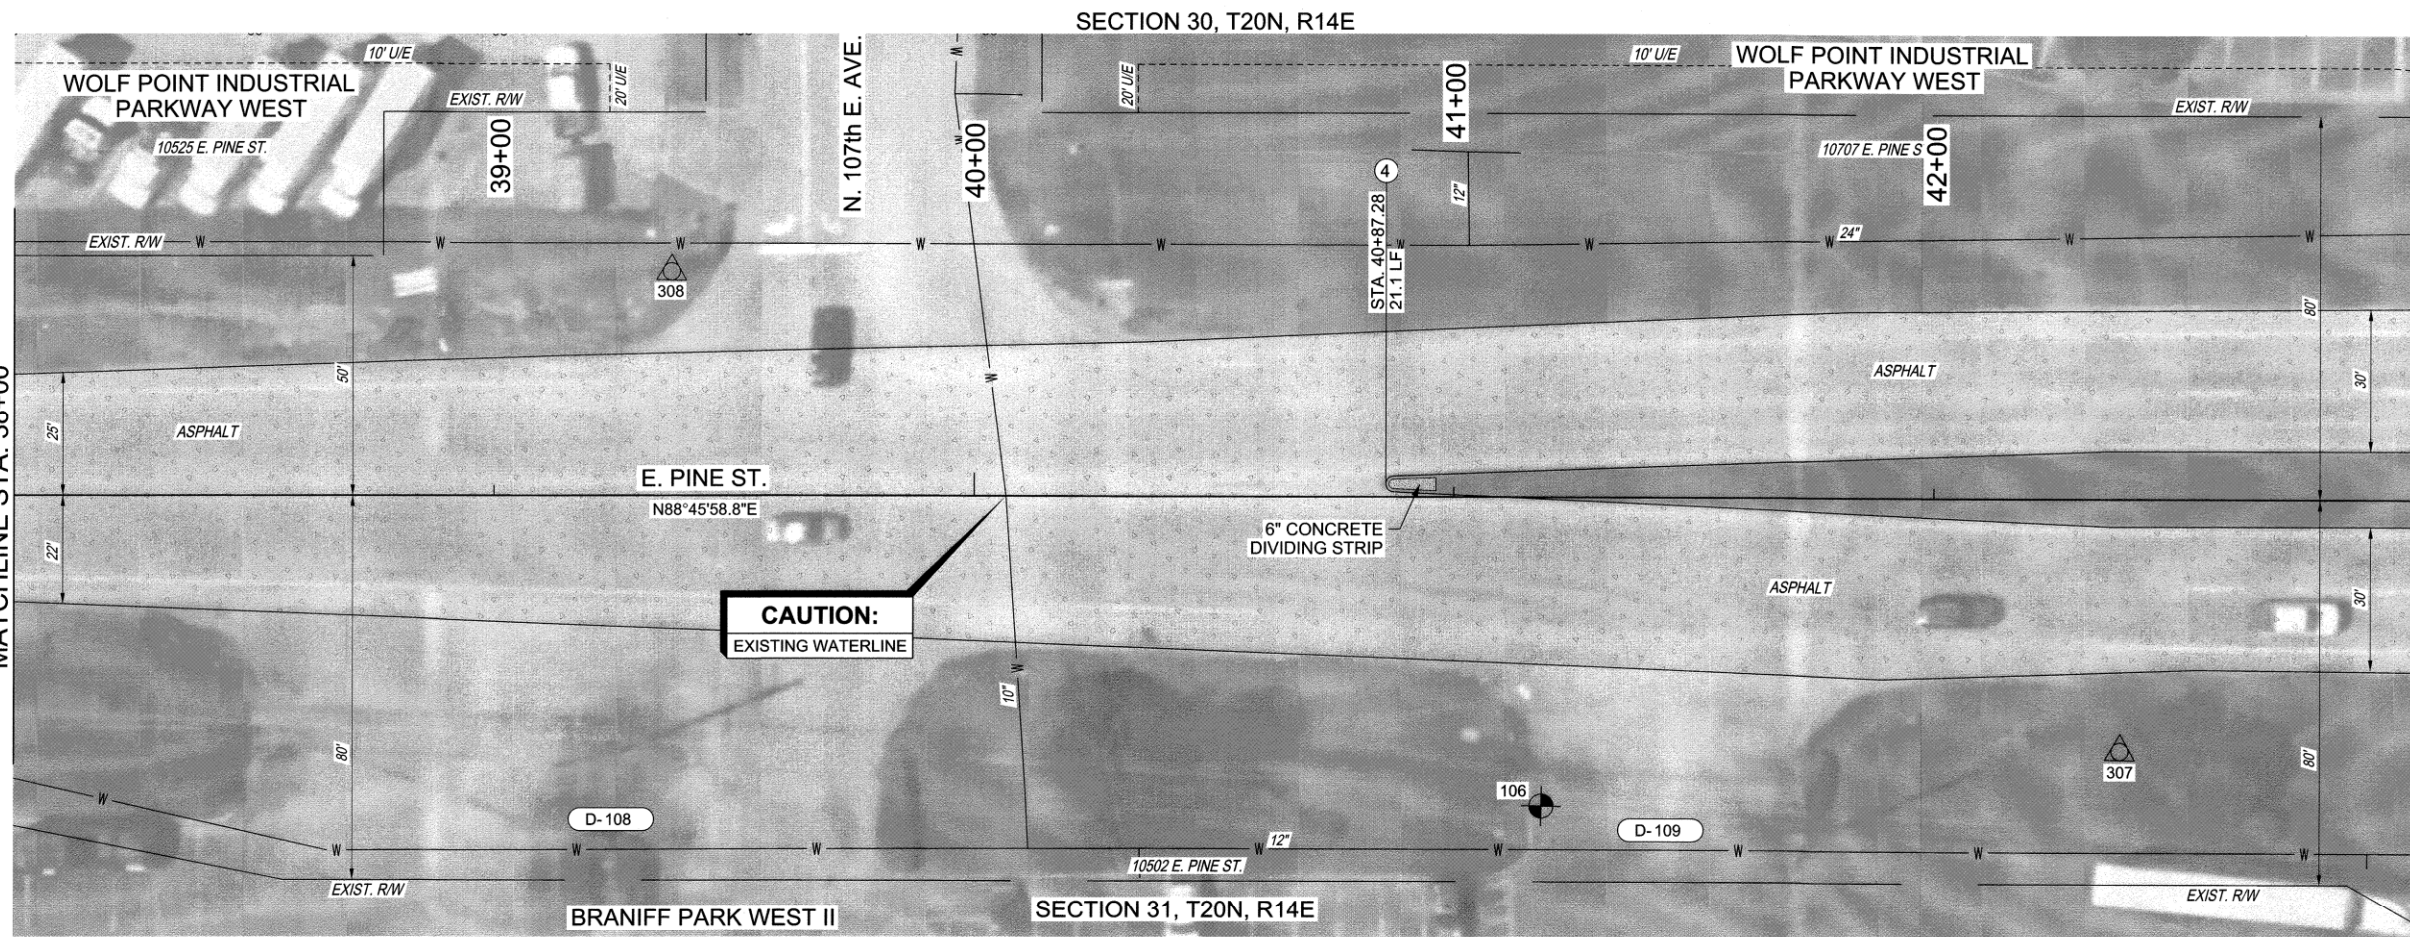 SECTION 30, T20N, R14E
WOLF POINT INDUSTRIAL
PARKWAY WEST
10' U/E
20' U/E
EXIST. R/W
10525 E. PINE ST.
39+00
N. 107th E. AVE.
W
40+00
20' U/E
10' U/E
WOLF POINT INDUSTRIAL
PARKWAY WEST
41+00
EXIST. R/W
10707 E. PINE S
42+00
4
STA. 40+87.28
21.1 LF
12"
EXIST. R/W
W
W
W
W
W
W
W
W
24"
W
W
308
50'
80'
W
W
25'
ASPHALT
ASPHALT
30'
E. PINE ST.
N88°45'58.8"E
22'
6" CONCRETE
DIVIDING STRIP
CAUTION:
EXISTING WATERLINE
ASPHALT
30'
W
10"
80'
80'
307
106
W
D-108
D-109
W
W
W
W
12"
W
W
W
W
10502 E. PINE ST.
EXIST. R/W
EXIST. R/W
BRANIFF PARK WEST II
SECTION 31, T20N, R14E